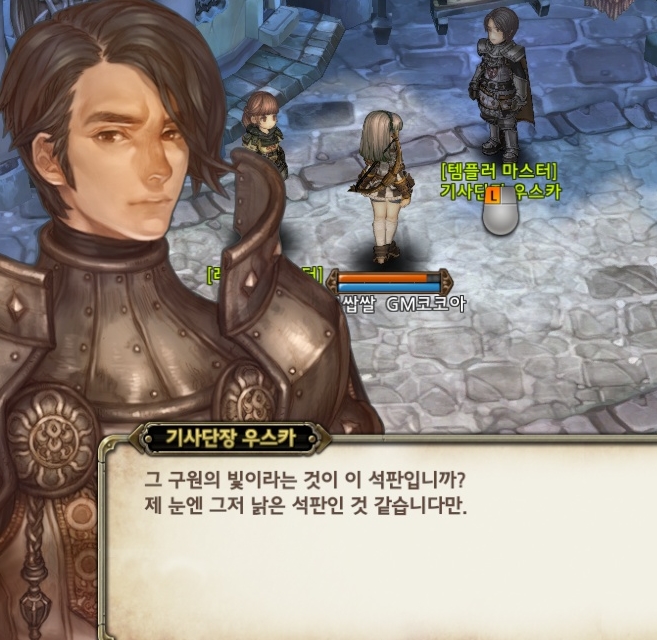 [템플러 마스터]
기사단장 우스카
L
쌉쌀 GM코코아
기사단장 우스카
그 구원의 빛이라는 것이 이 석판입니까?
제 눈엔 그저 낡은 석판인 것 같습니다만.